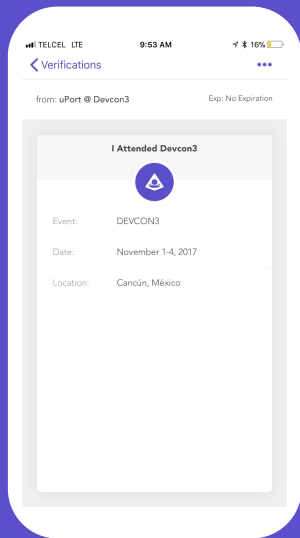 TELCEL LTE 9:53 AM 16%
Verifications
from: uPort @ Devcon3 Exp: No Expiration
I Attended Devcon3
Event: DEVCON3
Date: November 1-4, 2017
Location: Cancún, México